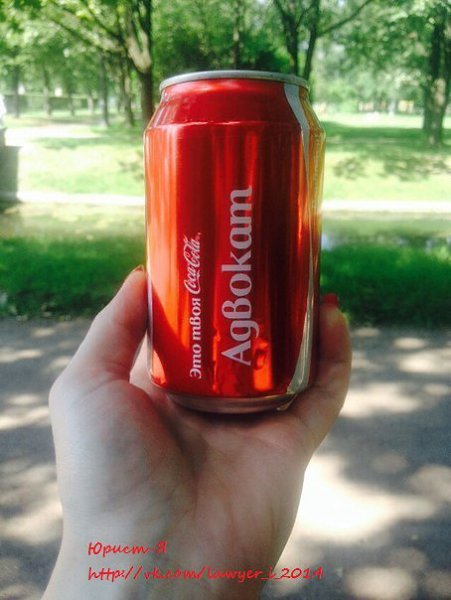 Это твоя Coca-Cola
Адвокат
Юрист Я
http://vk.com/lawyer_i_2014